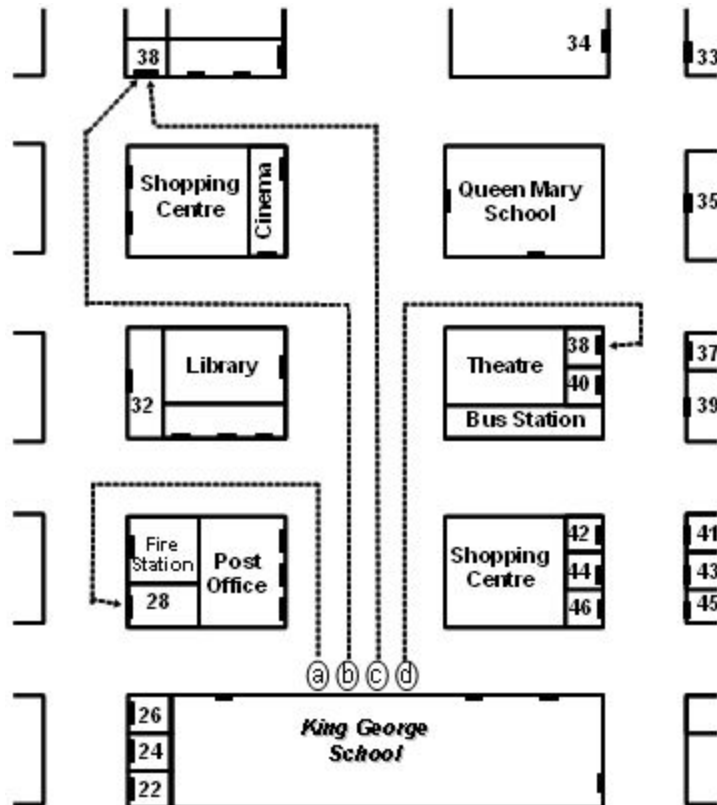 38
34
33
Shopping
Centre
Cinema
Queen Mary
School
35
Library
32
Theatre
38
40
Bus Station
37
39
Fire
Station
28
Post
Office
Shopping
Centre
42
44
46
41
43
45
a b c d
26
24
22
King George
School